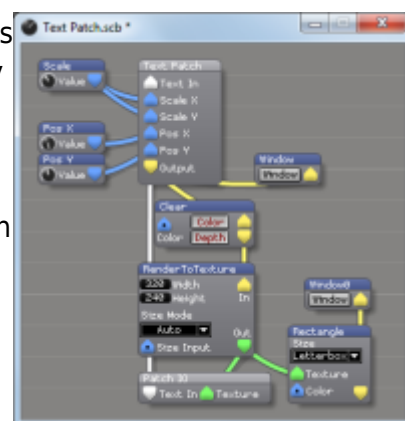 s
y
m
Text Patch.scb *
Scale
Value
Pos X
Value
Pos Y
Value
Text Patch
Text In
Scale X
Scale Y
Pos X
Pos Y
Output
Window
Window
Clear
Color
Color Depth
RenderToTexture
320 Width
240 Height In
Size Mode
Auto Out
Size Input
Patch IO
Text In Texture
Window0
Window
Rectangle
Size
Letterbox
Texture
Color